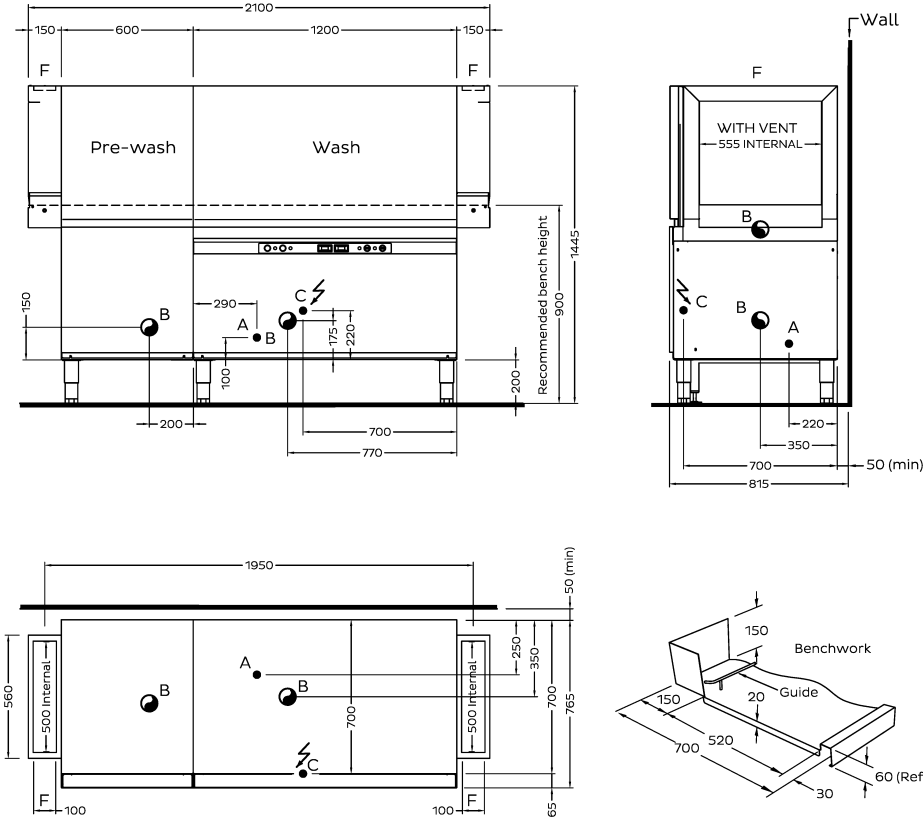 2100
150 600 1200 150
F F
Pre-wash Wash
290
C
150 B A B
175 220
100
200
200 700
770
Recommended bench height
900
1445
Wall
F
WITH VENT
555 INTERNAL
B
C B A
220
350
700 50 (min)
815
1950
50 (min)
560
500 Internal
A
B B
C
700
500 Internal
250 350
700 765
65
F F
100 100
150
Benchwork
Guide
150 20
520
700
30
60 (Ref